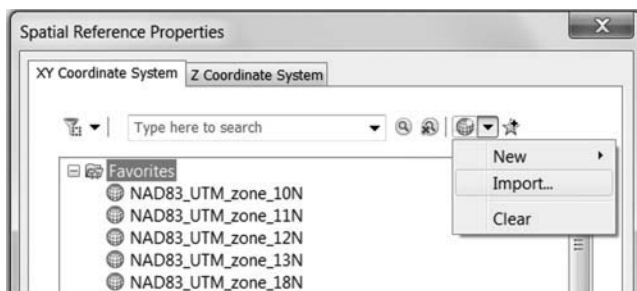 Spatial Reference Properties
X
XY Coordinate System Z Coordinate System
Type here to search
New
Import...
Clear
Favorites
NAD83_UTM_zone_10N
NAD83_UTM_zone_11N
NAD83_UTM_zone_12N
NAD83_UTM_zone_13N
NAD83_UTM_zone_18N